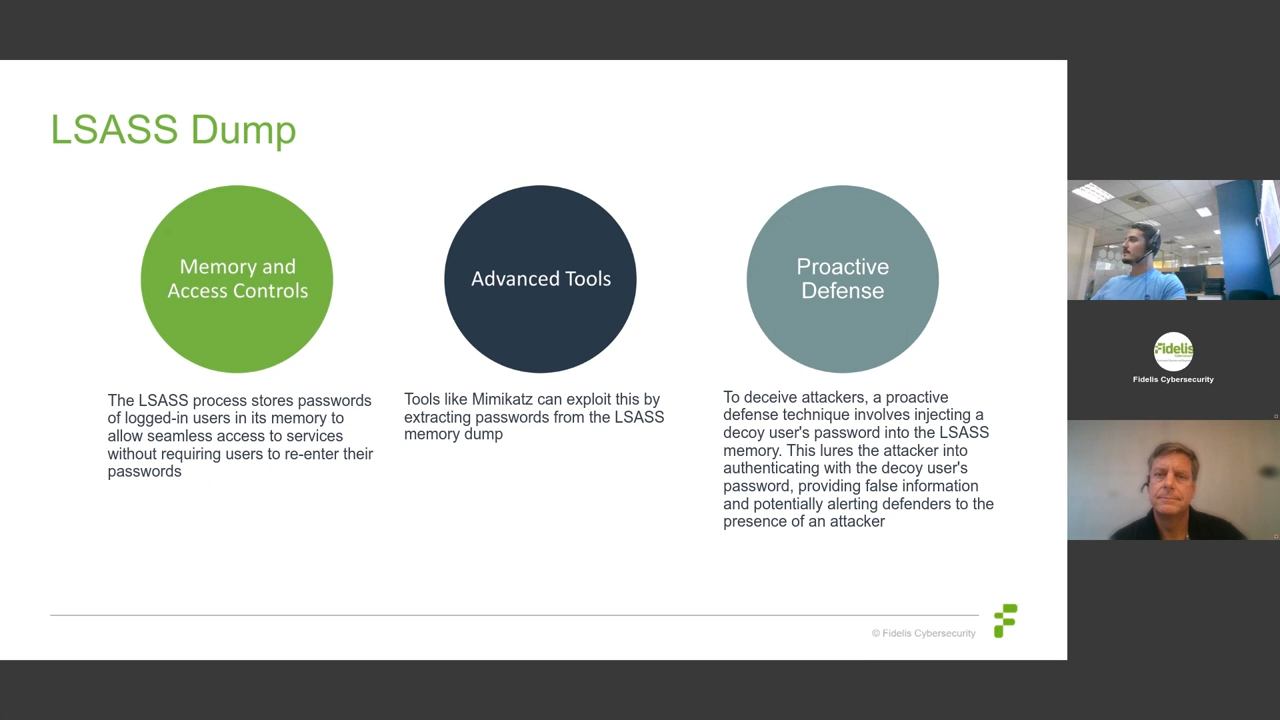 LSASS Dump
Memory and
Access Controls
Advanced Tools
Proactive
Defense
The LSASS process stores passwords
of logged-in users in its memory to
allow seamless access to services
without requiring users to re-enter their
passwords
Tools like Mimikatz can exploit this by
extracting passwords from the LSASS
memory dump
To deceive attackers, a proactive
defense technique involves injecting a
decoy user's password into the LSASS
memory. This lures the attacker into
authenticating with the decoy user's
password, providing false information
and potentially alerting defenders to the
presence of an attacker
© Fidelis Cybersecurity
Fidelis
Fidelis Cybersecurity